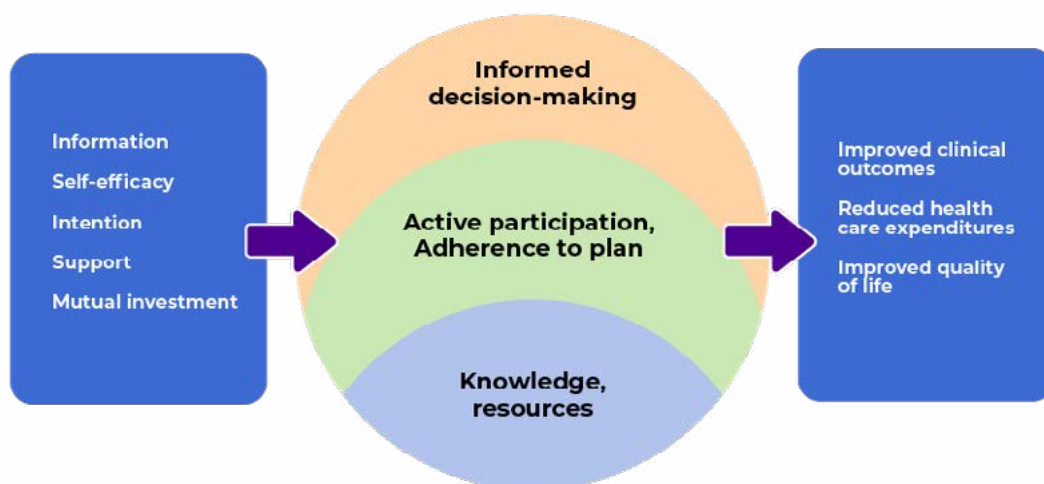 Information
Self-efficacy
Intention
Support
Mutual investment
Informed
decision-making
Active participation,
Adherence to plan
Knowledge,
resources
Improved clinical
outcomes
Reduced health
care expenditures
Improved quality
of life